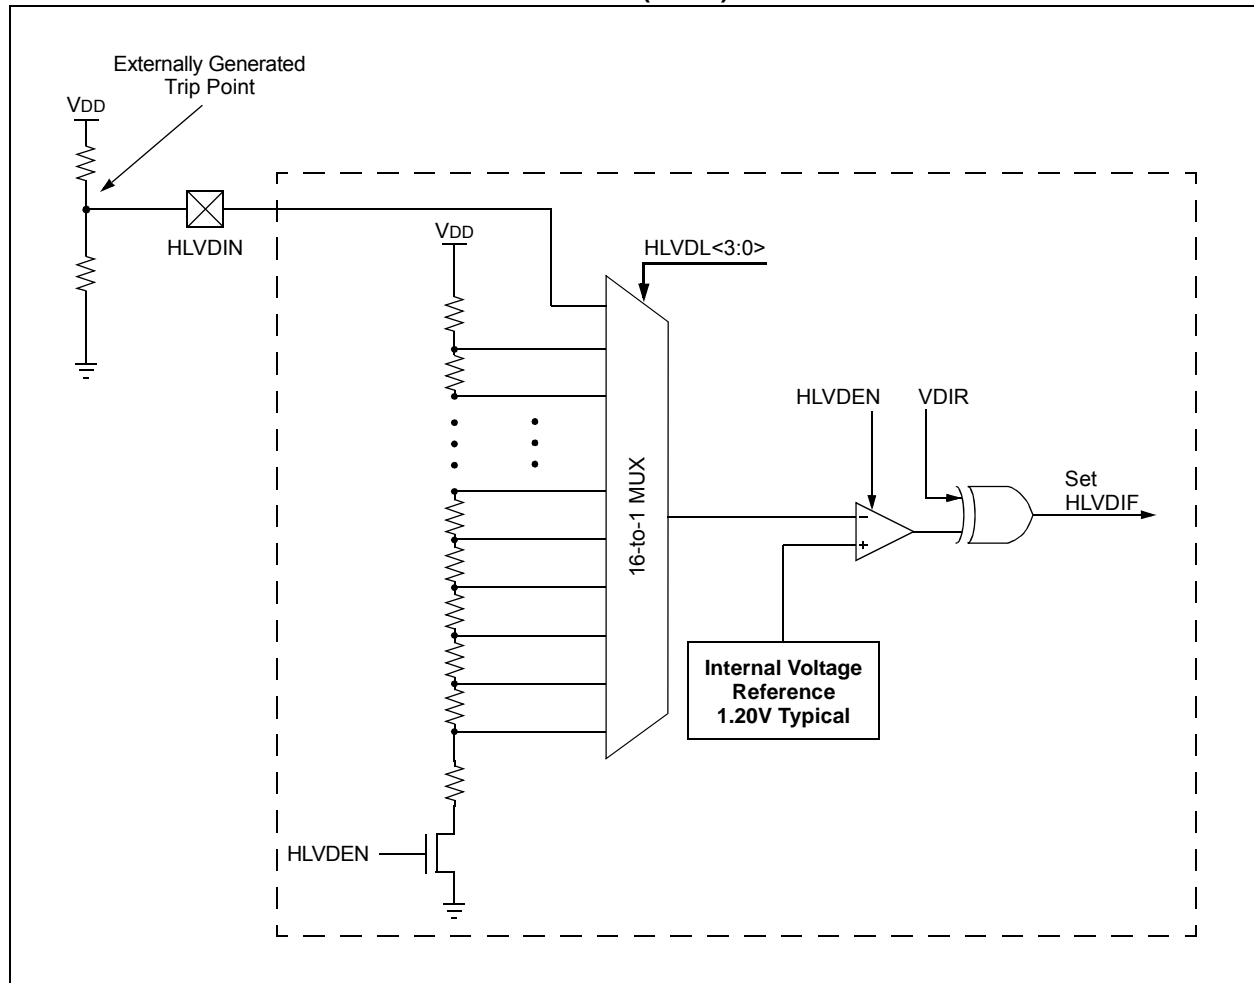 Externally Generated
Trip Point
VDD
HLVDIN
VDD
HLVDL<3:0>
HLVDEN
VDIR
Set
HLVDIF
16-to-1 MUX
–
+
Internal Voltage
Reference
1.20V Typical
HLVDEN